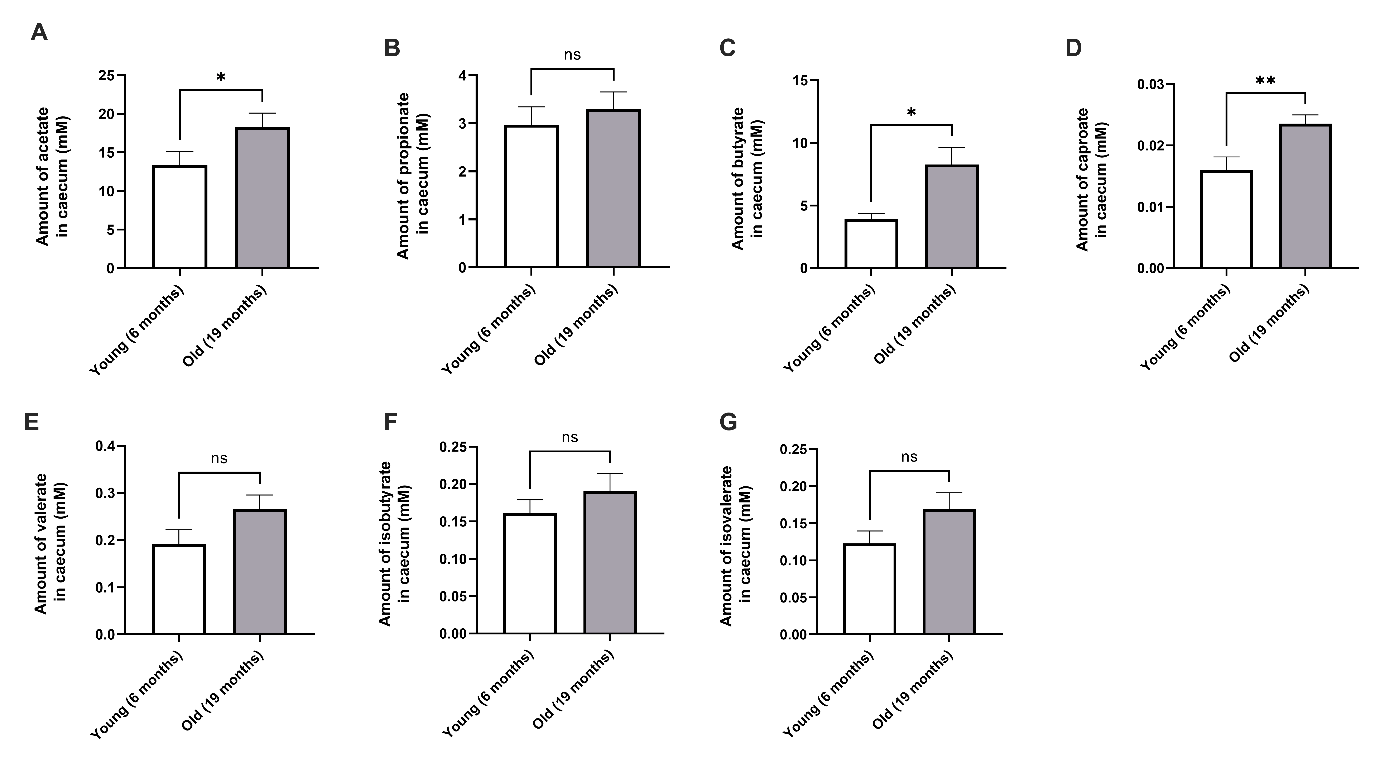 A
Amount of acetate
in caecum (mM)
25
20
15
10
5
0
*
Young (6 months)
Old (19 months)
B
Amount of propionate
in caecum (mM)
4
3
2
1
0
ns
Young (6 months)
Old (19 months)
C
Amount of butyrate
in caecum (mM)
15
10
5
0
*
Young (6 months)
Old (19 months)
D
Amount of caproate
in caecum (mM)
0.03
0.02
0.01
0.00
**
Young (6 months)
Old (19 months)
E
Amount of valerate
in caecum (mM)
0.4
0.3
0.2
0.1
0.0
ns
Young (6 months)
Old (19 months)
F
Amount of isobutyrate
in caecum (mM)
0.25
0.20
0.15
0.10
0.05
0.00
ns
Young (6 months)
Old (19 months)
G
Amount of isovalerate
in caecum (mM)
0.25
0.20
0.15
0.10
0.05
0.00
ns
Young (6 months)
Old (19 months)